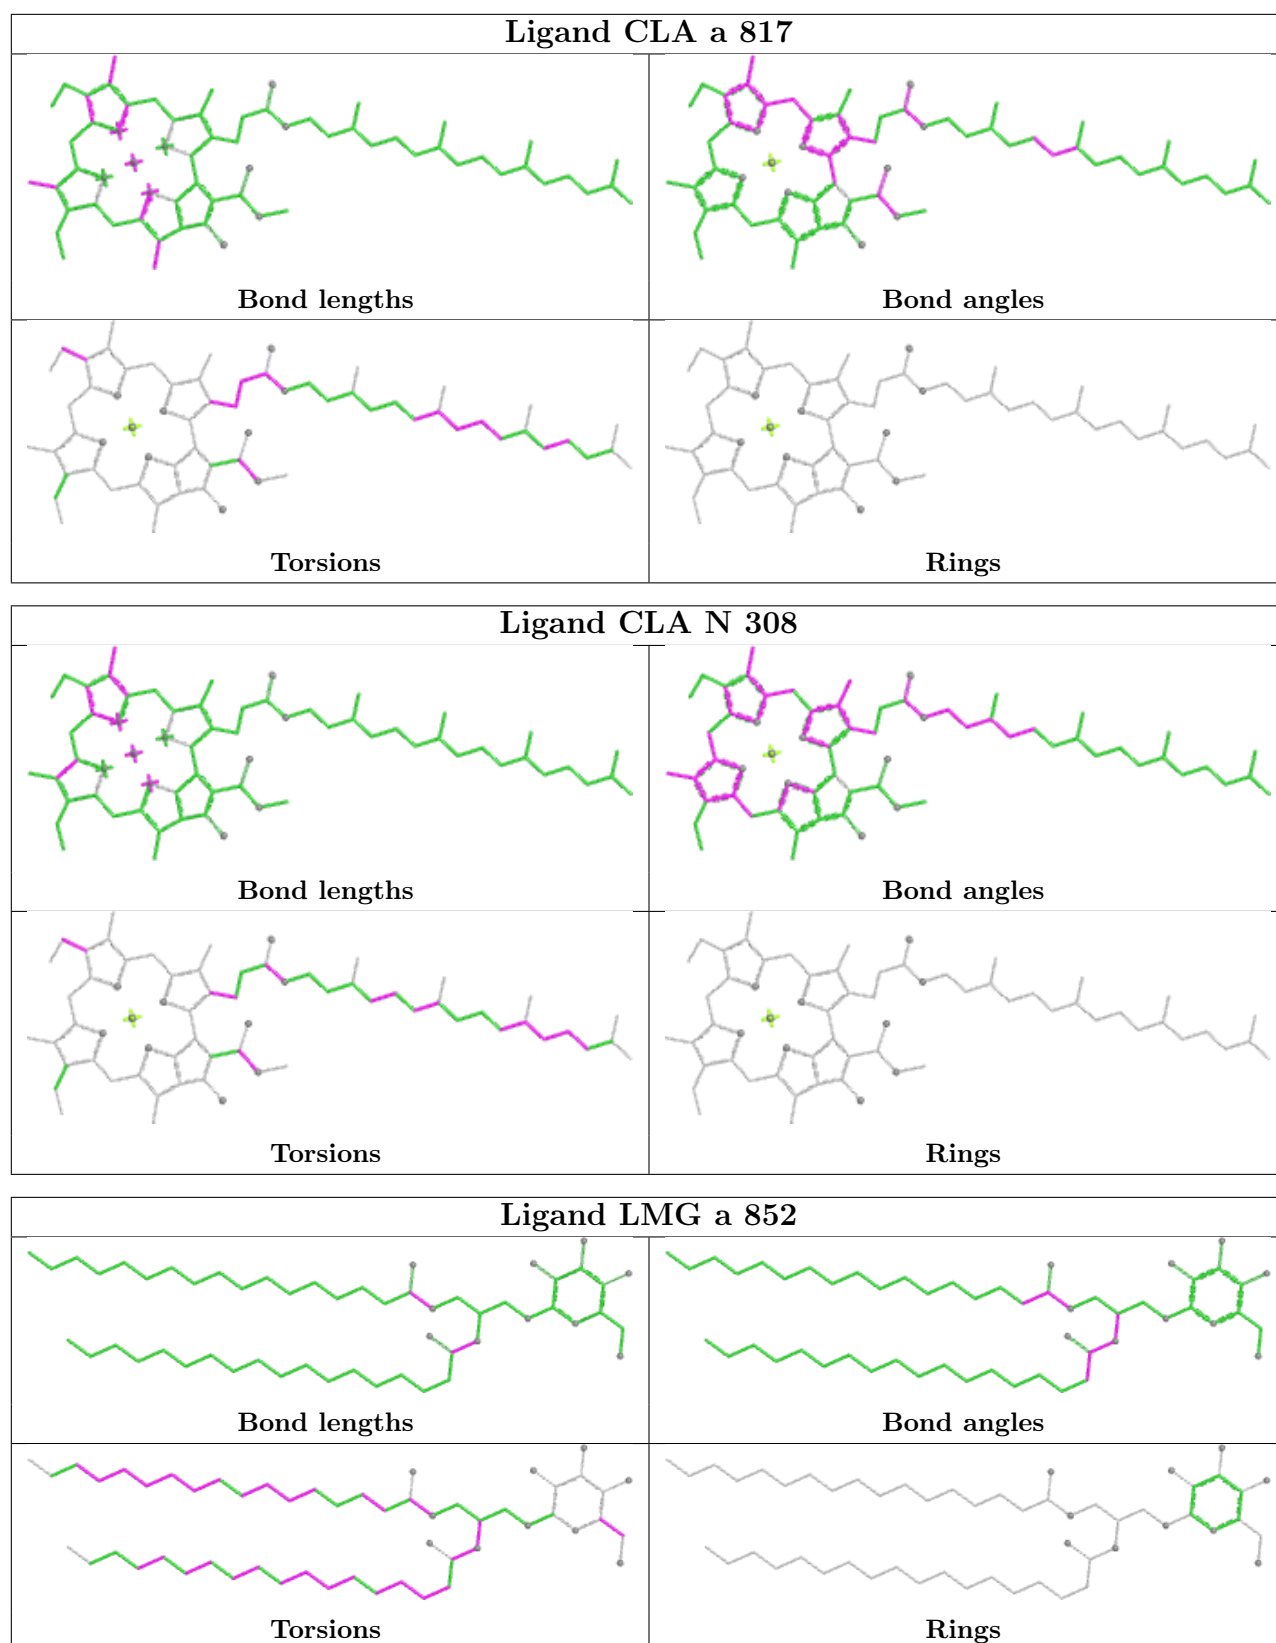 Ligand CLA a 817
Bond lengths
Bond angles
Torsions
Rings
Ligand CLA N 308
Bond lengths
Bond angles
Torsions
Rings
Ligand LMG a 852
Bond lengths
Bond angles
Torsions
Rings